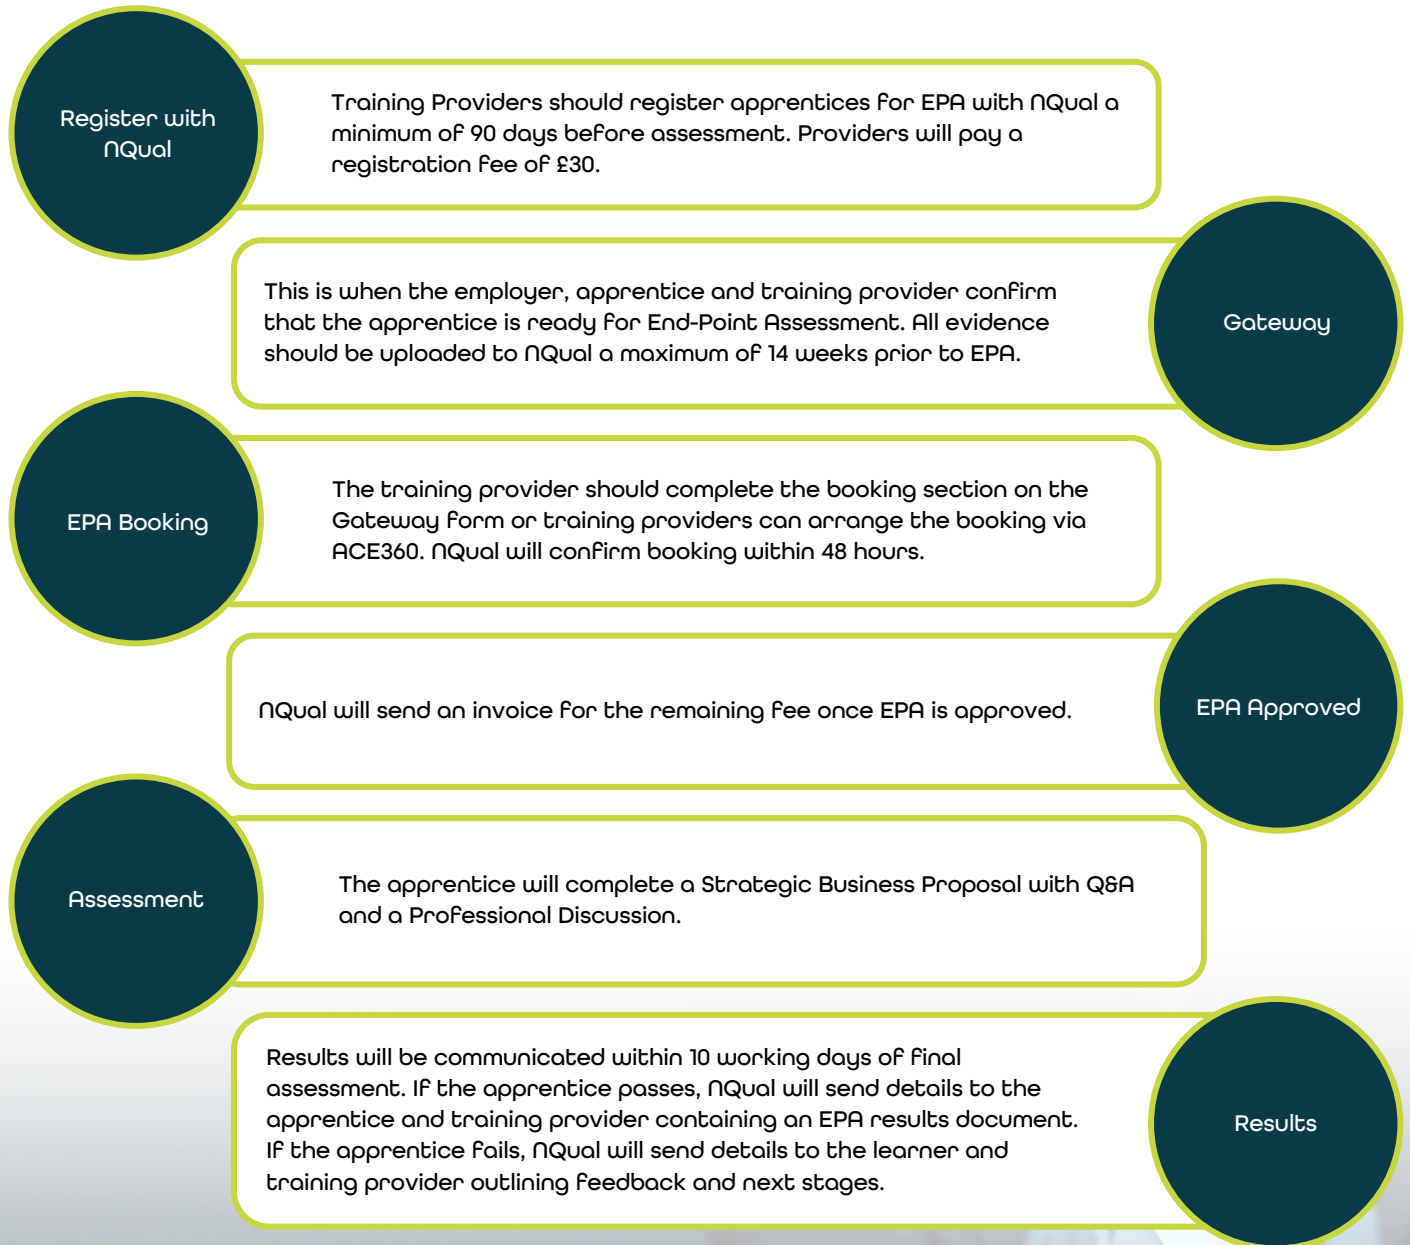 Register with
NQual
Training Providers should register apprentices for EPA with NQual a
minimum of 90 days before assessment. Providers will pay a
registration fee of £30.
This is when the employer, apprentice and training provider confirm
that the apprentice is ready for End-Point Assessment. All evidence
should be uploaded to NQual a maximum of 14 weeks prior to EPA.
Gateway
EPA Booking
The training provider should complete the booking section on the
Gateway form or training providers can arrange the booking via
ACE360. NQual will confirm booking within 48 hours.
NQual will send an invoice for the remaining fee once EPA is approved.
EPA Approved
Assessment
The apprentice will complete a Strategic Business Proposal with Q&A
and a Professional Discussion.
Results will be communicated within 10 working days of final
assessment. If the apprentice passes, NQual will send details to the
apprentice and training provider containing an EPA results document.
If the apprentice fails, NQual will send details to the learner and
training provider outlining feedback and next stages.
Results